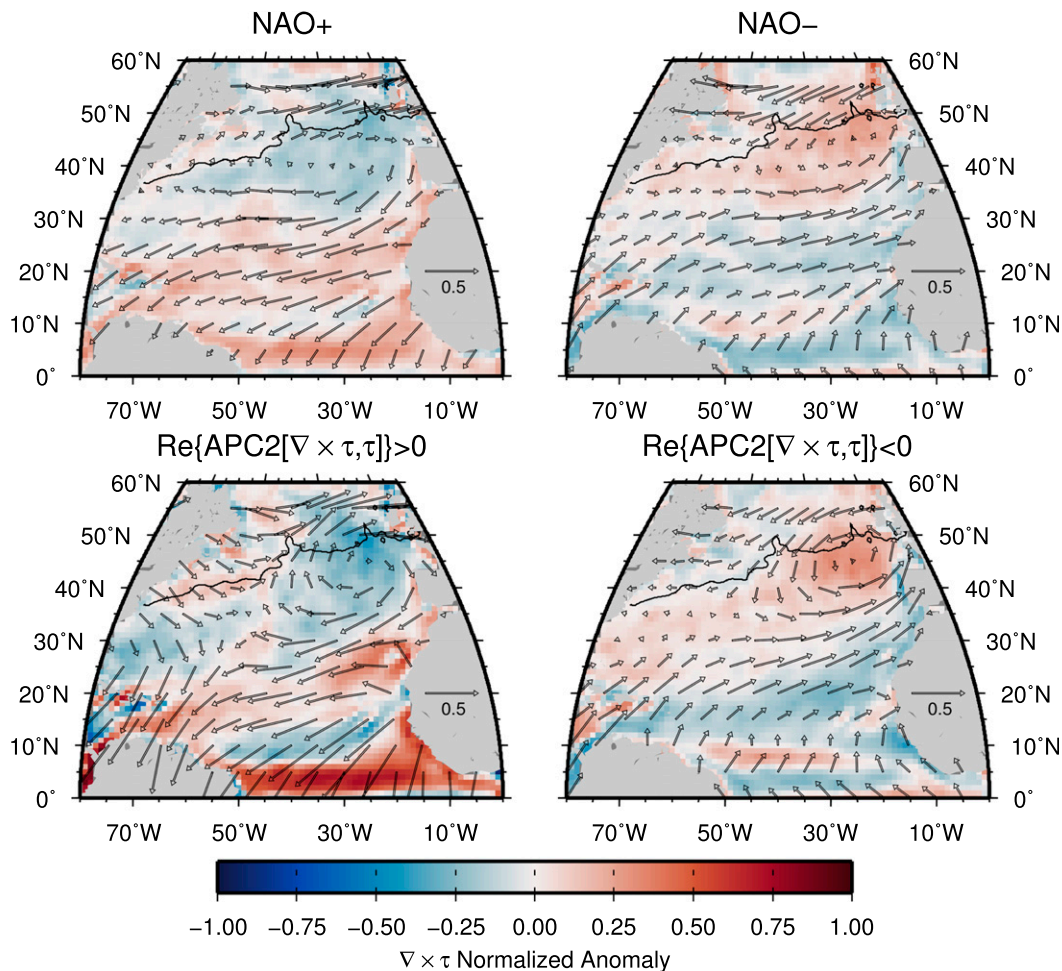 NAO+ NAO−
60˚N 60˚N
50˚N 50˚N
40˚N 40˚N
30˚N 30˚N
20˚N 0.5 0.5 20˚N
10˚N 10˚N
0˚ 0˚
70˚W 50˚W 30˚W 10˚W 70˚W 50˚W 30˚W 10˚W
Re{APC2[∇ × τ,τ]}>0 Re{APC2[∇ × τ,τ]}<0
60˚N 60˚N
50˚N 50˚N
40˚N 40˚N
30˚N 30˚N
20˚N 0.5 0.5 20˚N
10˚N 10˚N
0˚ 0˚
70˚W 50˚W 30˚W 10˚W 70˚W 50˚W 30˚W 10˚W
−1.00 −0.75 −0.50 −0.25 0.00 0.25 0.50 0.75 1.00
∇ × τ Normalized Anomaly